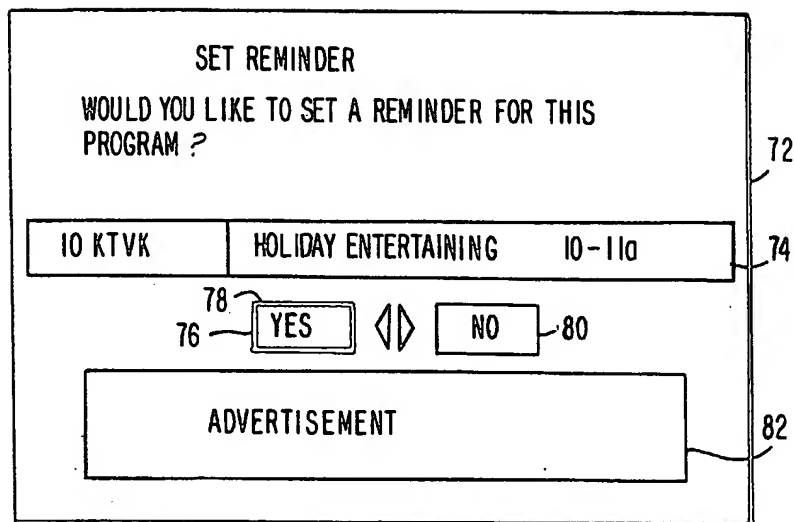 SET REMINDER
WOULD YOU LIKE TO SET A REMINDER FOR THIS
PROGRAM ?
72
10 KTVK HOLIDAY ENTERTAINING 10-11a
74
78
76 YES NO 80
ADVERTISEMENT
82